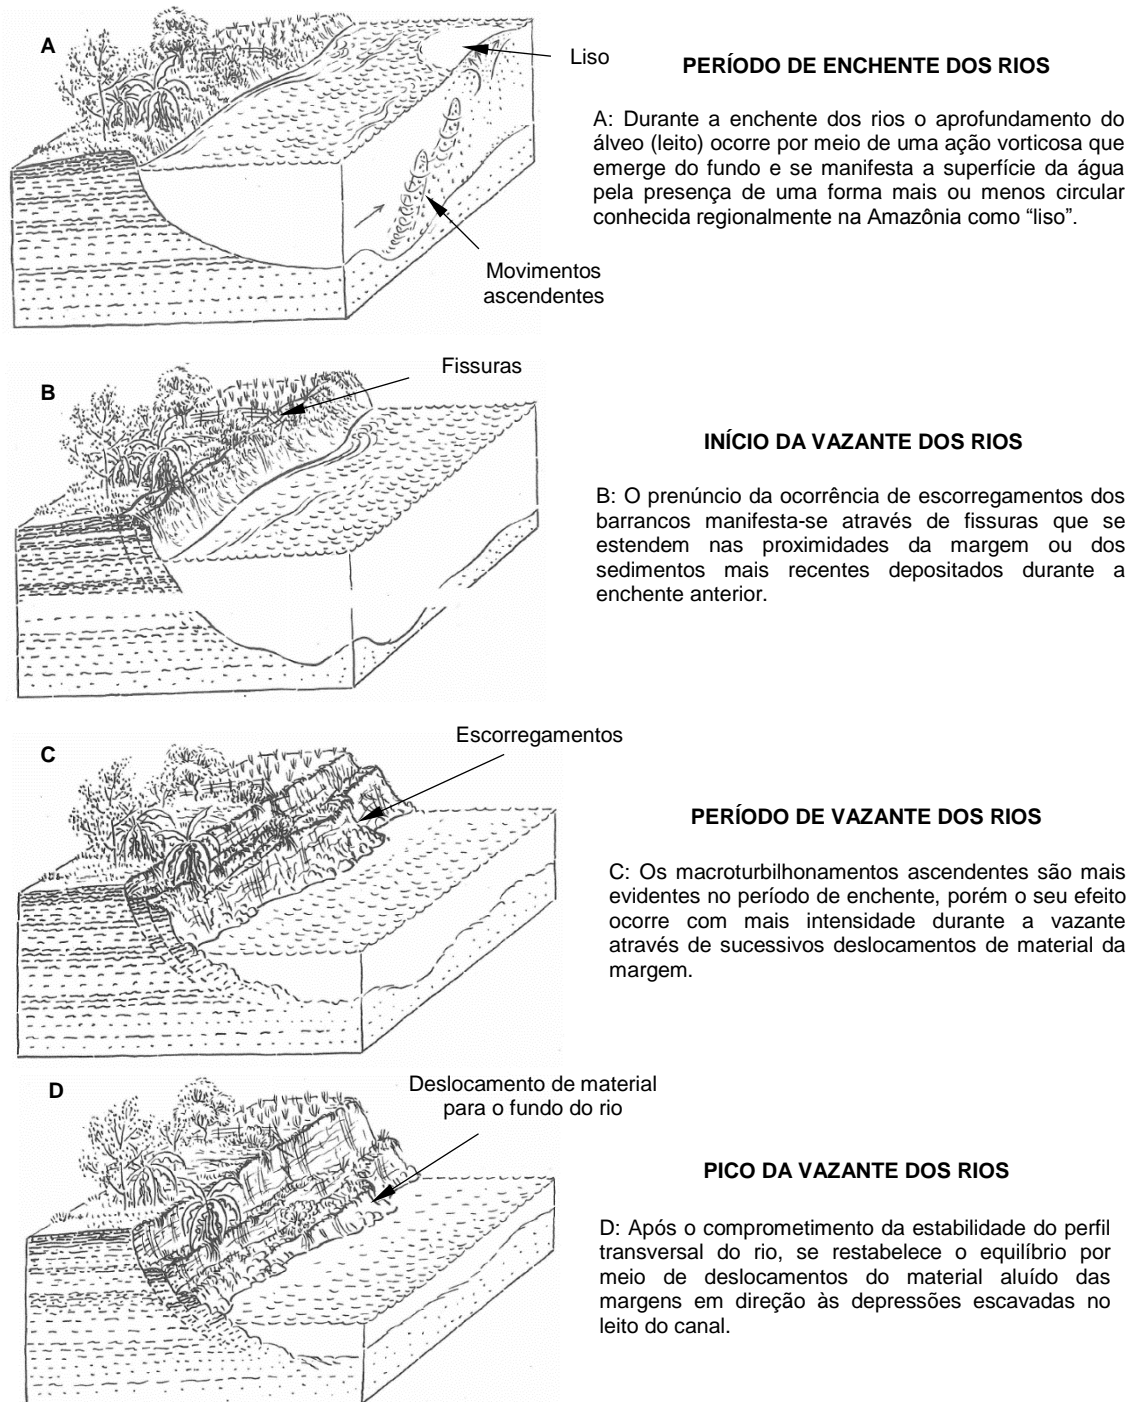 A
Liso
PERÍODO DE ENCHENTE DOS RIOS
A: Durante a enchente dos rios o aprofundamento do
álveo (leito) ocorre por meio de uma ação vorticosa que
emerge do fundo e se manifesta a superfície da água
pela presença de uma forma mais ou menos circular
conhecida regionalmente na Amazônia como “liso”.
Movimentos
ascendentes
Fissuras
B
INÍCIO DA VAZANTE DOS RIOS
B: O prenúncio da ocorrência de escorregamentos dos
barrancos manifesta-se através de fissuras que se
estendem nas proximidades da margem ou dos
sedimentos mais recentes depositados durante a
enchente anterior.
Escorregamentos
C
PERÍODO DE VAZANTE DOS RIOS
C: Os macroturbilhonamentos ascendentes são mais
evidentes no período de enchente, porém o seu efeito
ocorre com mais intensidade durante a vazante
através de sucessivos deslocamentos de material da
margem.
D
Deslocamento de material
para o fundo do rio
PICO DA VAZANTE DOS RIOS
D: Após o comprometimento da estabilidade do perfil
transversal do rio, se restabelece o equilíbrio por
meio de deslocamentos do material aluído das
margens em direção às depressões escavadas no
leito do canal.